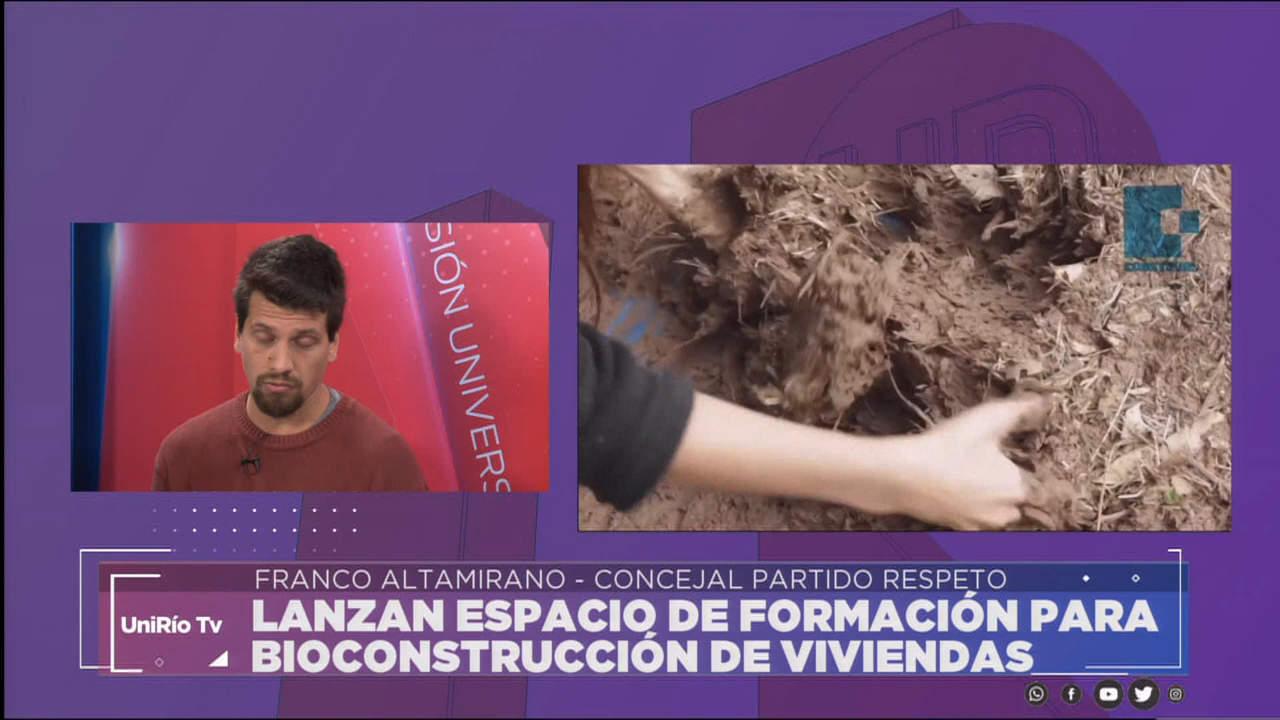 SIÓN UNIVERS
FRANCO ALTAMIRANO - CONCEJAL PARTIDO RESPETO
UniRío Tv
LANZAN ESPACIO DE FORMACIÓN PARA
BIOCONSTRUCCIÓN DE VIVIENDAS